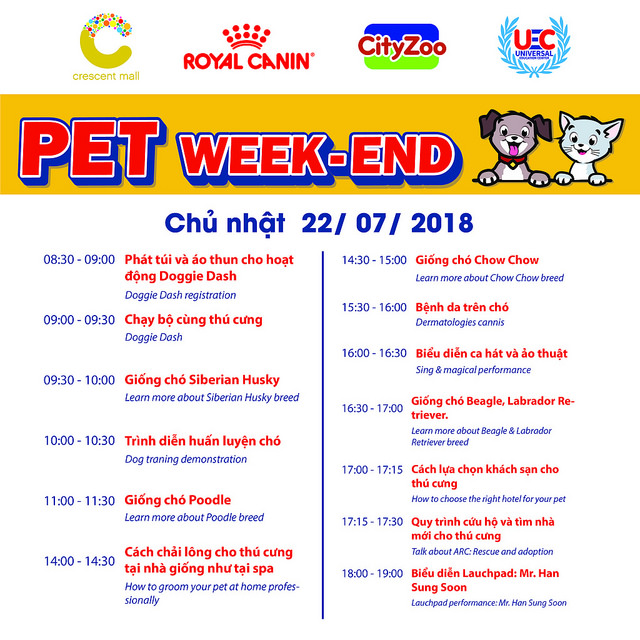 crescent mall
ROYAL CANIN
CityZoo
UEC
UNIVERSAL
EDUCATION CENTER
PET WEEK-END
Chủ nhật 22/ 07/ 2018
08:30 - 09:00 Phát túi và áo thun cho hoạt
động Doggie Dash
Doggie Dash registration
09:00 - 09:30 Chạy bộ cùng thú cưng
Doggie Dash
09:30 - 10:00 Giống chó Siberian Husky
Learn more about Siberian Husky breed
10:00 - 10:30 Trình diễn huấn luyện chó
Dog traning demonstration
11:00 - 11:30 Giống chó Poodle
Learn more about Poodle breed
14:00 - 14:30 Cách chải lông cho thú cưng
tại nhà giống như tại spa
How to groom your pet at home profes-
sionally
14:30 - 15:00 Giống chó Chow Chow
Learn more about Chow Chow breed
15:30 - 16:00 Bệnh da trên chó
Dermatologies cannis
16:00 - 16:30 Biểu diễn ca hát và ảo thuật
Sing & magical performance
16:30 - 17:00 Giống chó Beagle, Labrador Re-
triever.
Learn more about Beagle & Labrador
Retriever breed
17:00 - 17:15 Cách lựa chọn khách sạn cho
thú cưng
How to choose the right hotel for your pet
17:15 - 17:30 Quy trình cứu hộ và tìm nhà
mới cho thú cưng
Talk about ARC: Rescue and adoption
18:00 - 19:00 Biểu diễn Lauchpad: Mr. Han
Sung Soon
Lauchpad performance: Mr. Han Sung Soon